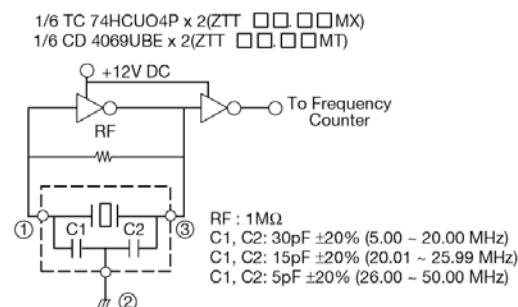 1/6 TC 74HCUO4P x 2(ZTT □□.□□MX)
1/6 CD 4069UBE x 2(ZTT □□.□□MT)
+12V DC
To Frequency
Counter
RF
① C1 C2 ③
②
RF : 1MΩ
C1, C2: 30pF ±20% (5.00 ~ 20.00 MHz)
C1, C2: 15pF ±20% (20.01 ~ 25.99 MHz)
C1, C2: 5pF ±20% (26.00 ~ 50.00 MHz)